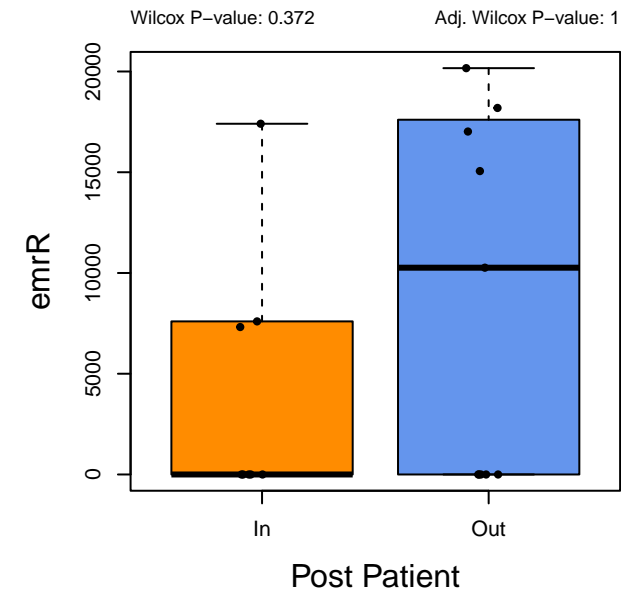 Wilcox P−value: 0.372
Adj. Wilcox P−value: 1
emrR
20000
15000
10000
5000
0
In
Out
Post Patient